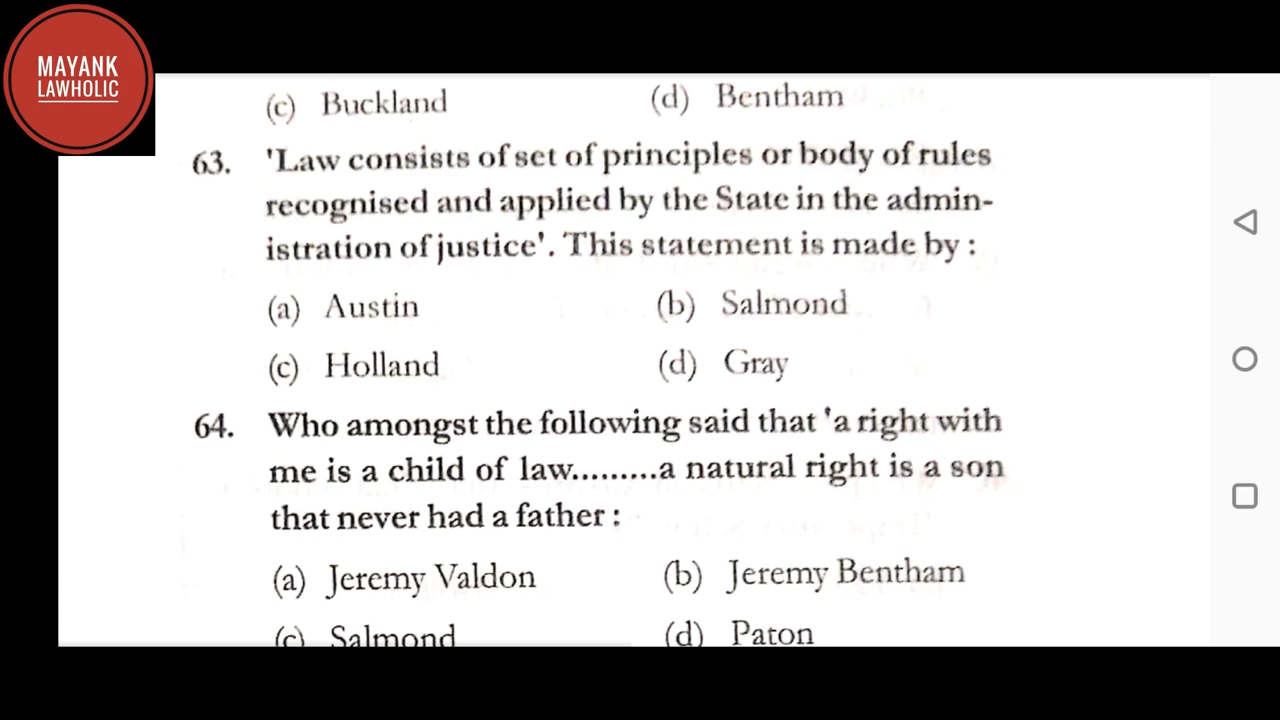 MAYANK
LAWHOLIC
(c) Buckland (d) Bentham
63. 'Law consists of set of principles or body of rules
recognised and applied by the State in the admin-
istration of justice'. This statement is made by :
(a) Austin (b) Salmond
(c) Holland (d) Gray
64. Who amongst the following said that 'a right with
me is a child of law.........a natural right is a son
that never had a father :
(a) Jeremy Valdon (b) Jeremy Bentham
(c) Salmond (d) Paton